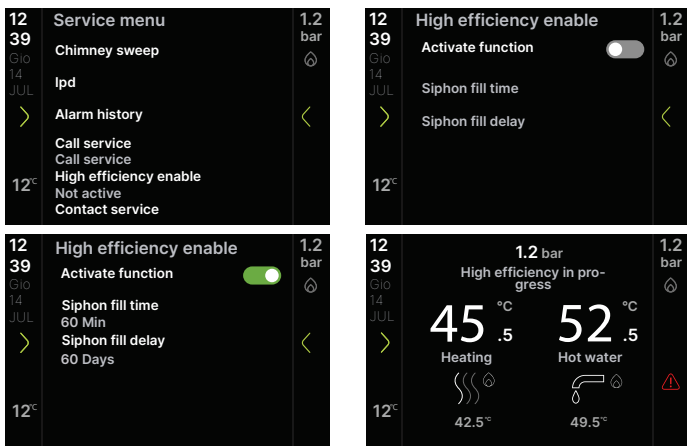 12
39
Gio
14
JUL
12°C
Service menu
Chimney sweep
Ipd
Alarm history
Call service
Call service
High efficiency enable
Not active
Contact service
1.2
bar
12
39
Gio
14
JUL
12°C
High efficiency enable
Activate function
Siphon fill time
Siphon fill delay
1.2
bar
12
39
Gio
14
JUL
12°C
High efficiency enable
Activate function
Siphon fill time
60 Min
Siphon fill delay
60 Days
1.2
bar
12
39
Gio
14
JUL
12°C
1.2 bar
High efficiency in pro-
gress
45.5 °C
Heating
42.5°C
52.5 °C
Hot water
49.5°C
1.2
bar